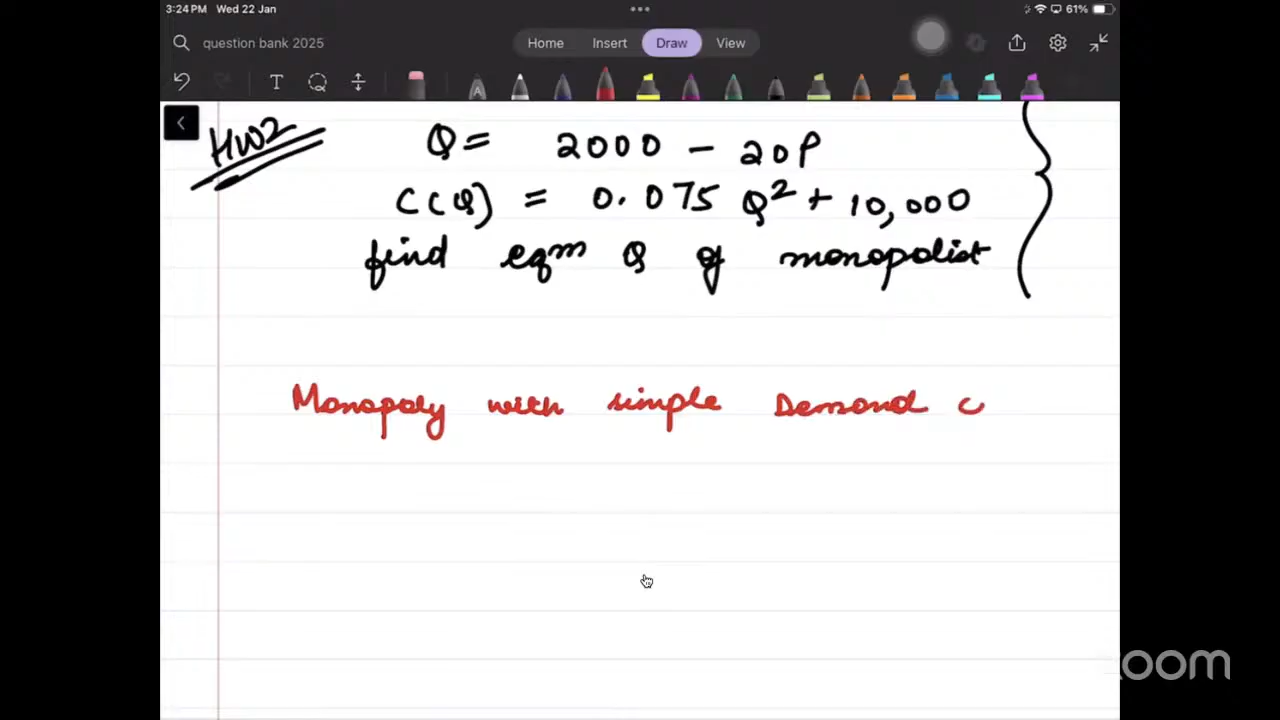 3:24 PM Wed 22 Jan
61%
question bank 2025
Home Insert Draw View
T
A
HW2
Q = 2000 - 20P
C(Q) = 0.075 Q² + 10,000
find eqm Q of monopolist
Monopoly with simple Demand c
zoom